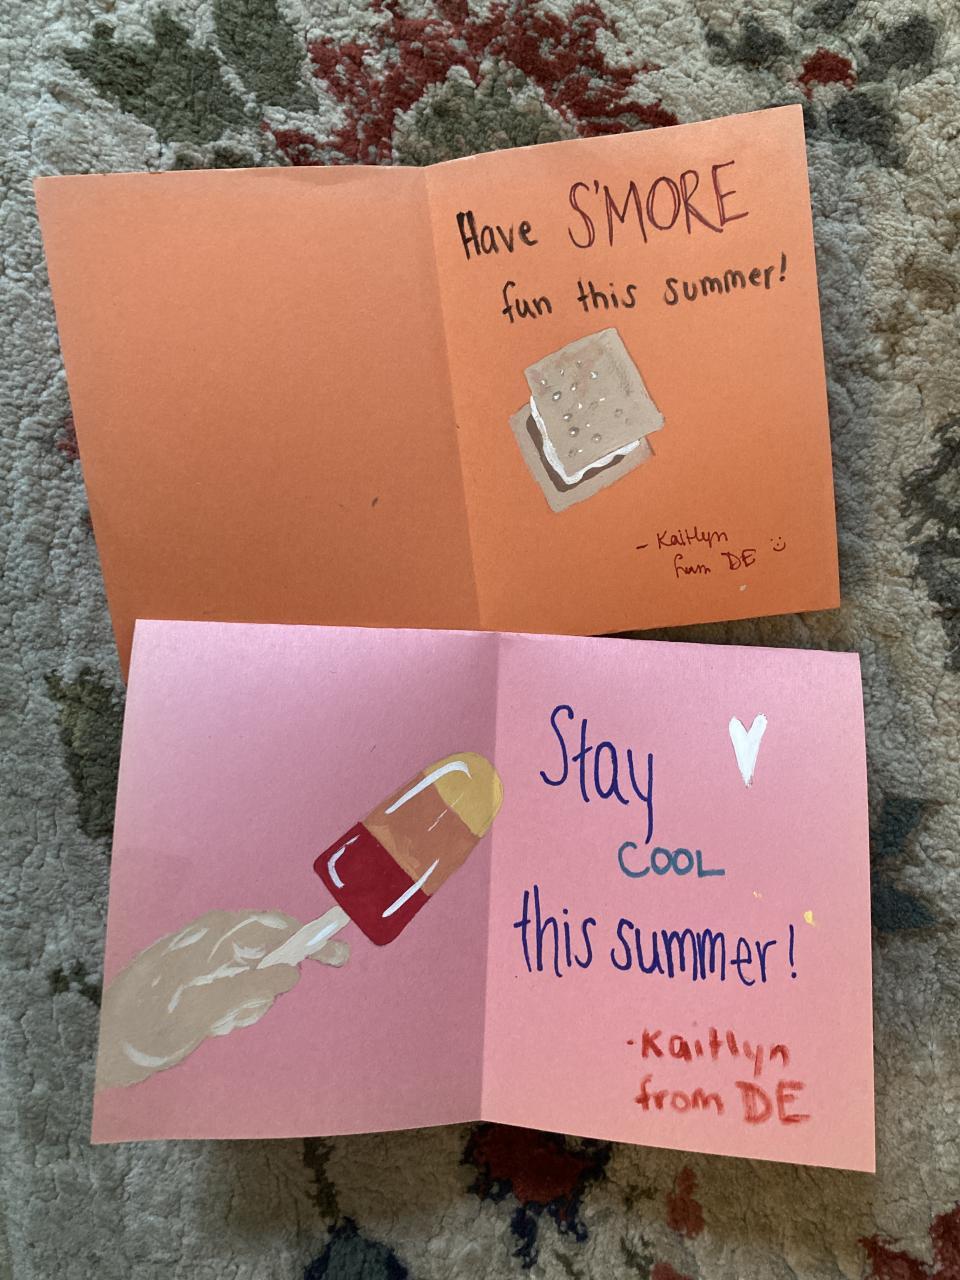 Have S'MORE
fun this summer!
- Kaitlyn
from DE :)
Stay
COOL
this summer!
-Kaitlyn
from DE